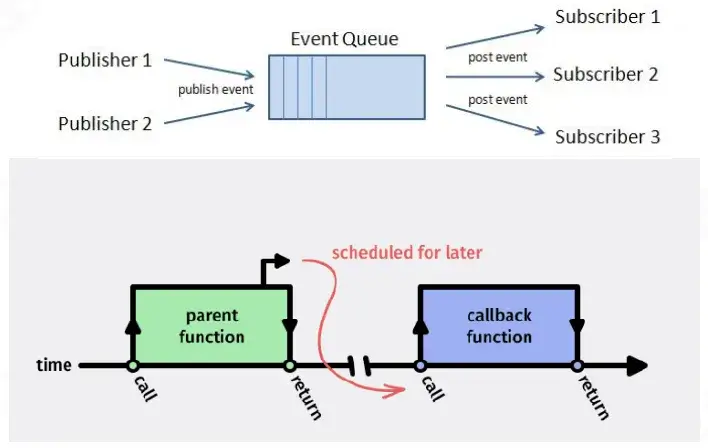 Event Queue
Publisher 1
Publisher 2
publish event
post event
post event
Subscriber 1
Subscriber 2
Subscriber 3
scheduled for later
parent
function
callback
function
time
call
return
call
return